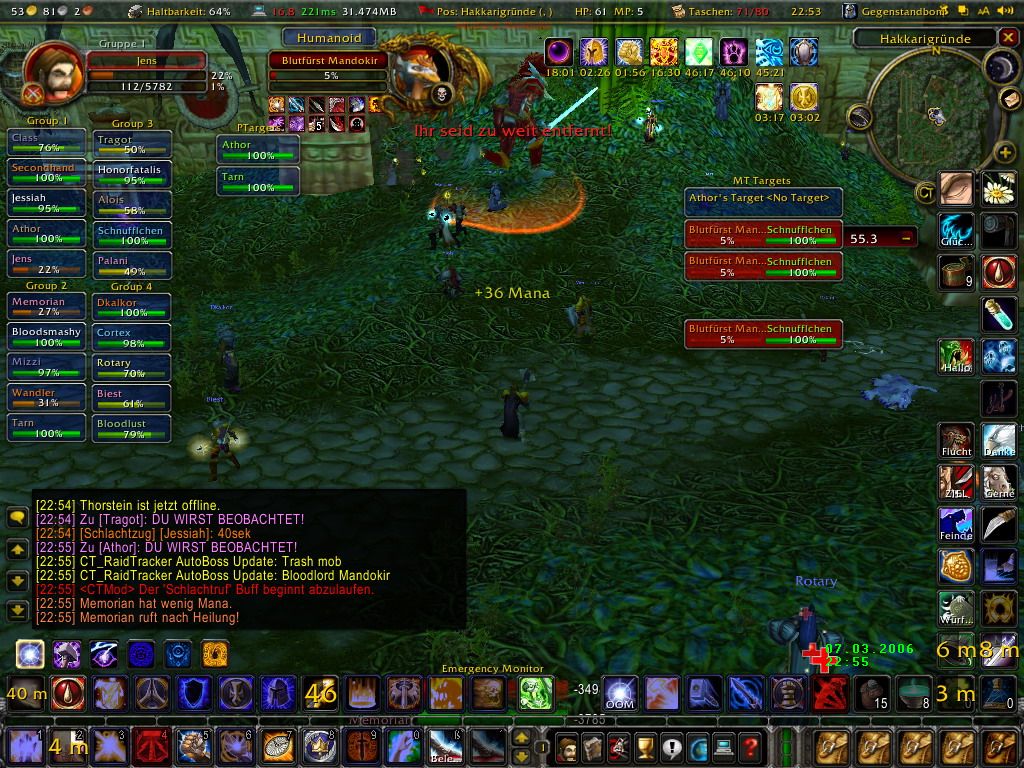 53 81 2 Haltbarkeit: 64% 16.8 221ms 31.474MB Pos: Hakkarigründe (, ) HP: 61 MP: 5 Taschen: 71/80 22:53 Gegenstandboni
Gruppe 1
Jens
22%
112/5782 1%
Humanoid
Blutfürst Mandokir
5%
18:01 02:26 01:56 16:30 46:17 46:10 45:21
03:17 03:02
Hakkarigründe
N
Ihr seid zu weit entfernt!
Group 1
Class
76%
Secondhand
100%
Jessiah
95%
Athor
100%
Jens
22%
Group 2
Memorian
27%
Bloodsmashy
100%
Mizzi
97%
Wandler
31%
Tarn
100%
Group 3
Tragot
50%
Honorfatalis
95%
Alois
58%
Schnufflchen
100%
Palani
49%
Group 4
Dkalkor
100%
Cortex
98%
Rotary
70%
Biest
61%
Bloodlust
79%
PTargets
Athor
100%
Tarn
100%
MT Targets
Athor's Target <No Target>
Blutfürst Man... Schnufflchen
5% 100%
55.3
Blutfürst Man... Schnufflchen
5% 100%
Blutfürst Man... Schnufflchen
5% 100%
+36 Mana
Dkalkor
Biest
CT
Glüc...
9
Hallo
Flucht
Danke
ZIEL
Gerne
Feinde
Würf...
6 m 8 m
[22:54] Thorstein ist jetzt offline.
[22:54] Zu [Tragot]: DU WIRST BEOBACHTET!
[22:54] [Schlachtzug] [Jessiah]: 40sek
[22:55] Zu [Athor]: DU WIRST BEOBACHTET!
[22:55] CT_RaidTracker AutoBoss Update: Trash mob
[22:55] CT_RaidTracker AutoBoss Update: Bloodlord Mandokir
[22:55] <CTMod> Der 'Schlachtruf' Buff beginnt abzulaufen.
[22:55] Memorian hat wenig Mana.
[22:55] Memorian ruft nach Heilung!
Rotary
07.03.2006
22:55
Emergency Monitor
40 m 46 -349 OOM 15 8 3 m 0
Memorian -3785
4 m Bele...